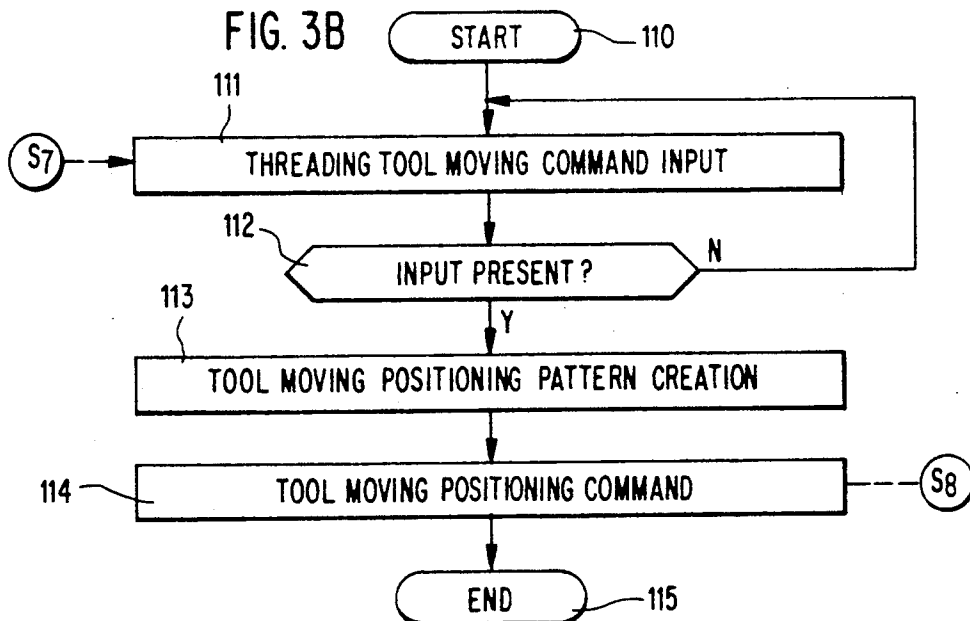 FIG. 3B
START
110
111
S7
THREADING TOOL MOVING COMMAND INPUT
112
INPUT PRESENT ?
N
Y
113
TOOL MOVING POSITIONING PATTERN CREATION
114
TOOL MOVING POSITIONING COMMAND
S8
END
115